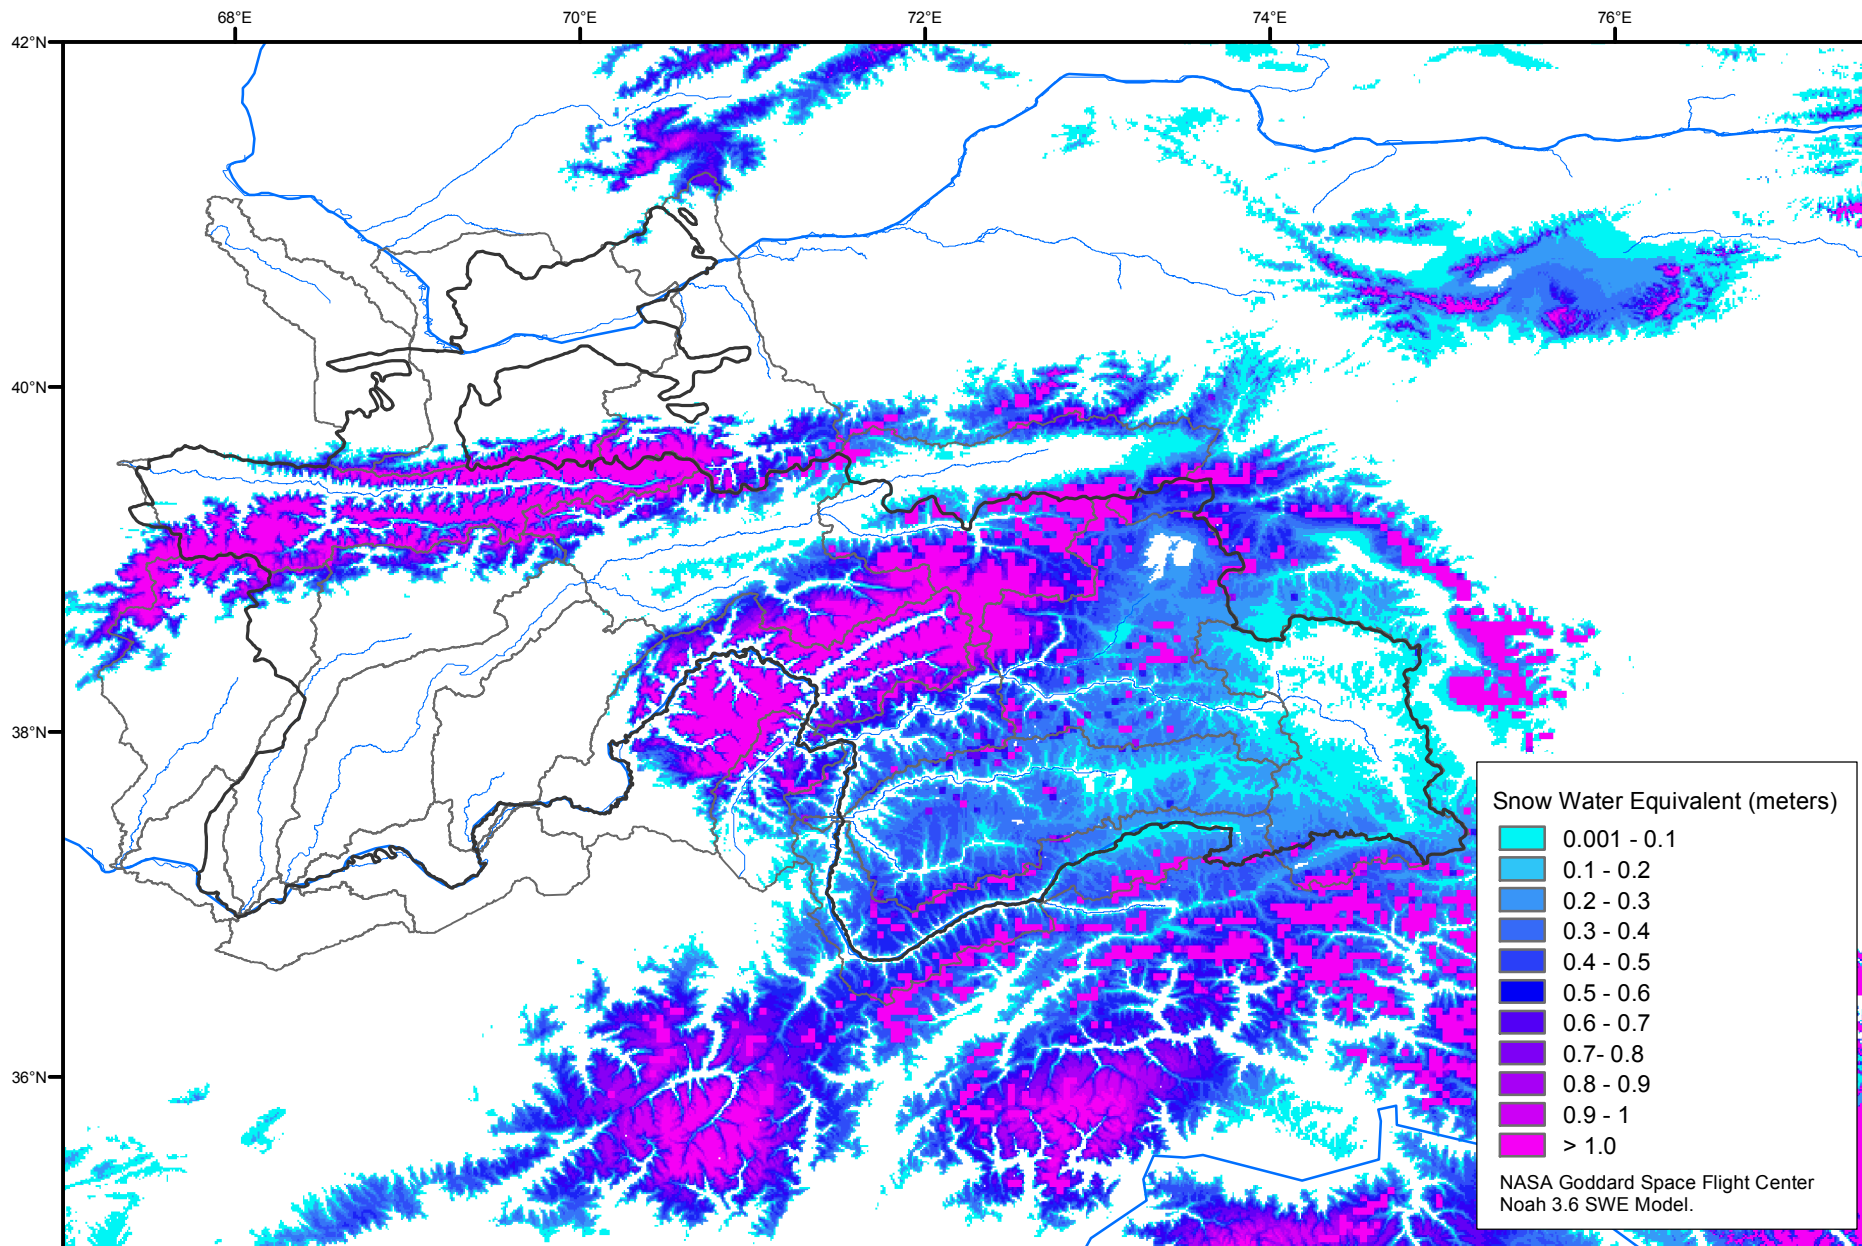 68°E
70°E
72°E
74°E
76°E
42°N
40°N
38°N
36°N
Snow Water Equivalent (meters)
0.001 - 0.1
0.1 - 0.2
0.2 - 0.3
0.3 - 0.4
0.4 - 0.5
0.5 - 0.6
0.6 - 0.7
0.7- 0.8
0.8 - 0.9
0.9 - 1
> 1.0
NASA Goddard Space Flight Center
Noah 3.6 SWE Model.